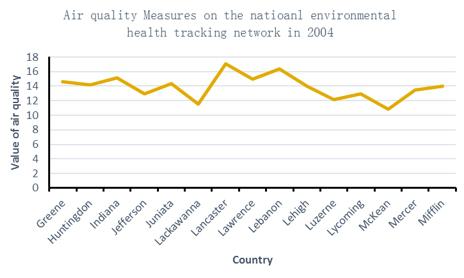 Air quality Measures on the natioanl environmental
health tracking network in 2004
18
16
14
12
10
8
6
4
2
0
Value of air quality
Greene
Huntingdon
Indiana
Jefferson
Juniata
Lackawanna
Lancaster
Lawrence
Lebanon
Lehigh
Luzerne
Lycoming
McKean
Mercer
Mifflin
Country